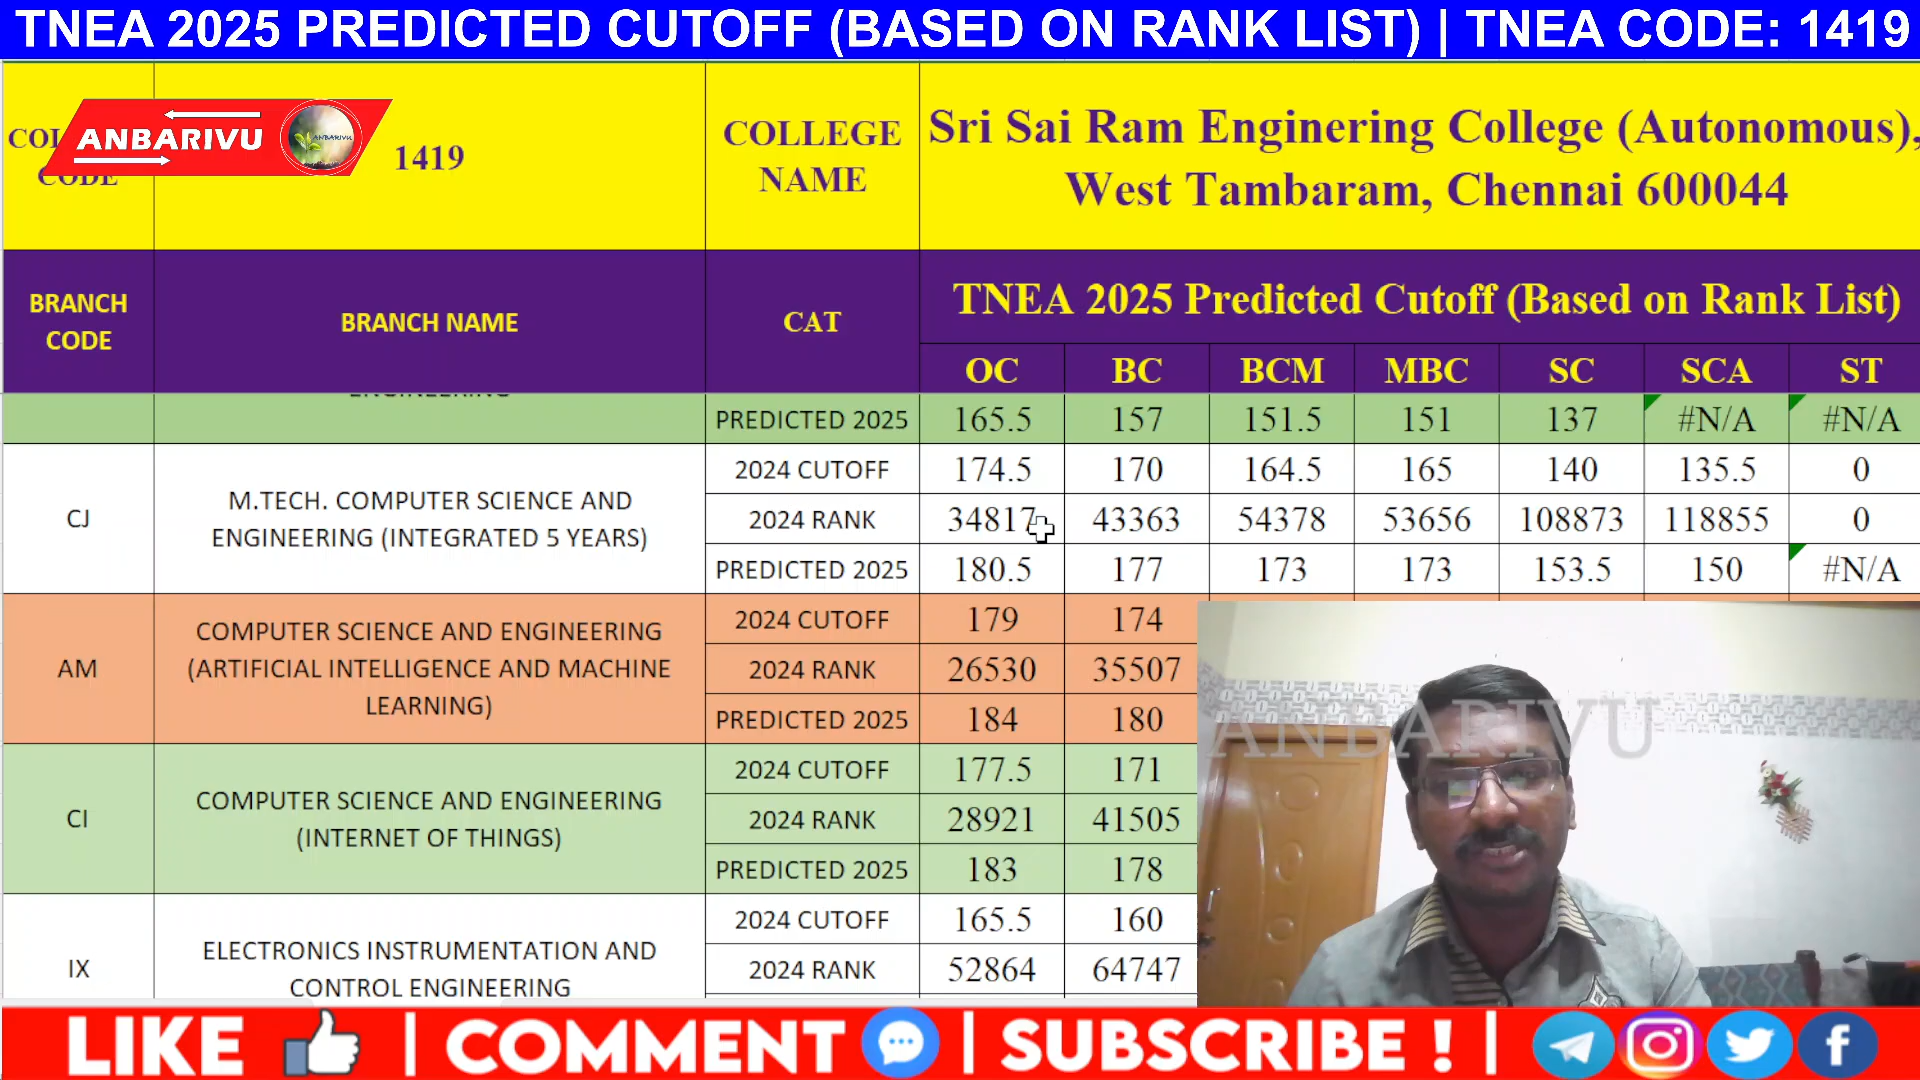 TNEA 2025 PREDICTED CUTOFF (BASED ON RANK LIST) | TNEA CODE: 1419
ANBARIVU
ANBARIVU
CODE
1419
COLLEGE
NAME
Sri Sai Ram Enginering College (Autonomous),
West Tambaram, Chennai 600044
BRANCH
CODE
BRANCH NAME
CAT
TNEA 2025 Predicted Cutoff (Based on Rank List)
OC BC BCM MBC SC SCA ST
ENGINEERING
PREDICTED 2025 165.5 157 151.5 151 137 #N/A #N/A
CJ
M.TECH. COMPUTER SCIENCE AND
ENGINEERING (INTEGRATED 5 YEARS)
2024 CUTOFF 174.5 170 164.5 165 140 135.5 0
2024 RANK 34817 43363 54378 53656 108873 118855 0
PREDICTED 2025 180.5 177 173 173 153.5 150 #N/A
AM
COMPUTER SCIENCE AND ENGINEERING
(ARTIFICIAL INTELLIGENCE AND MACHINE
LEARNING)
2024 CUTOFF 179 174
2024 RANK 26530 35507
PREDICTED 2025 184 180
CI
COMPUTER SCIENCE AND ENGINEERING
(INTERNET OF THINGS)
2024 CUTOFF 177.5 171
2024 RANK 28921 41505
PREDICTED 2025 183 178
IX
ELECTRONICS INSTRUMENTATION AND
CONTROL ENGINEERING
2024 CUTOFF 165.5 160
2024 RANK 52864 64747
ANBARIVU
LIKE | COMMENT | SUBSCRIBE ! |